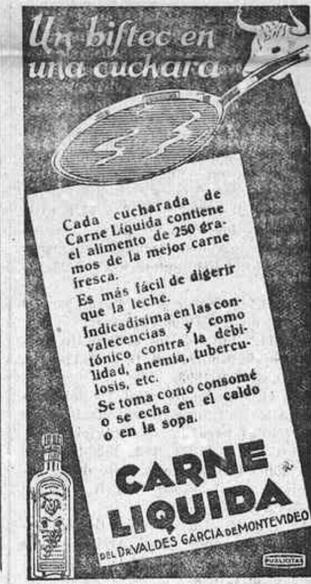 Un biftec en
una cuchara
Cada cucharada de
Carne Líquida contiene
el alimento de 250 gra-
mos de la mejor carne
fresca.
Es más fácil de digerir
que la leche.
Indicadísima en las con-
valecencias y como
tónico contra la debi-
lidad, anemia, tubercu-
losis, etc.
Se toma como consomé
o se echa en el caldo
o en la sopa.
CARNE
LIQUIDA
DEL DR. VALDES GARCIA DE MONTEVIDEO
PUBLICITAS